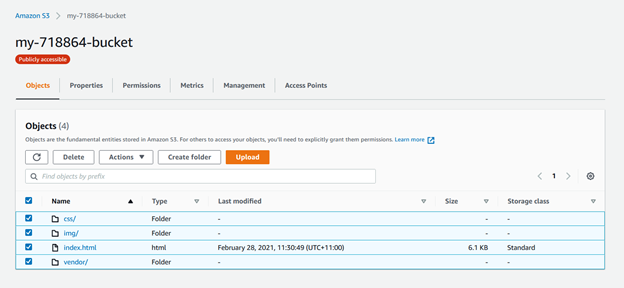 Amazon S3 > my-718864-bucket
my-718864-bucket
Publicly accessible
Objects Properties Permissions Metrics Management Access Points
Objects (4)
Objects are the fundamental entities stored in Amazon S3. For others to access your objects, you'll need to explicitly grant them permissions. Learn more
Delete Actions ▼ Create folder Upload
Find objects by prefix < 1 >
Name ▲ Type Last modified Size Storage class
css/ Folder - - -
img/ Folder - - -
index.html html February 28, 2021, 11:30:49 (UTC+11:00) 6.1 KB Standard
vendor/ Folder - - -